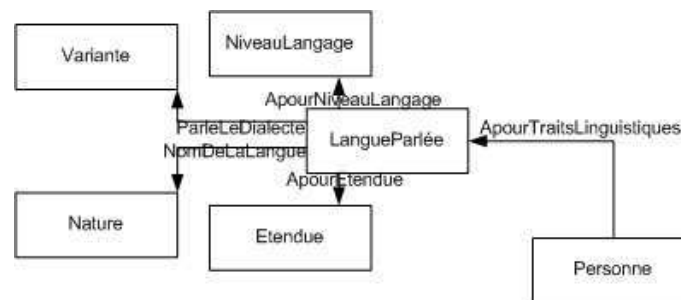 NiveauLangage
Variante
ApourNiveauLangage
ParleLeDialecte
LangueParlée
ApourTraitsLinguistiques
NomDeLaLangue
ApourEtendue
Nature
Etendue
Personne